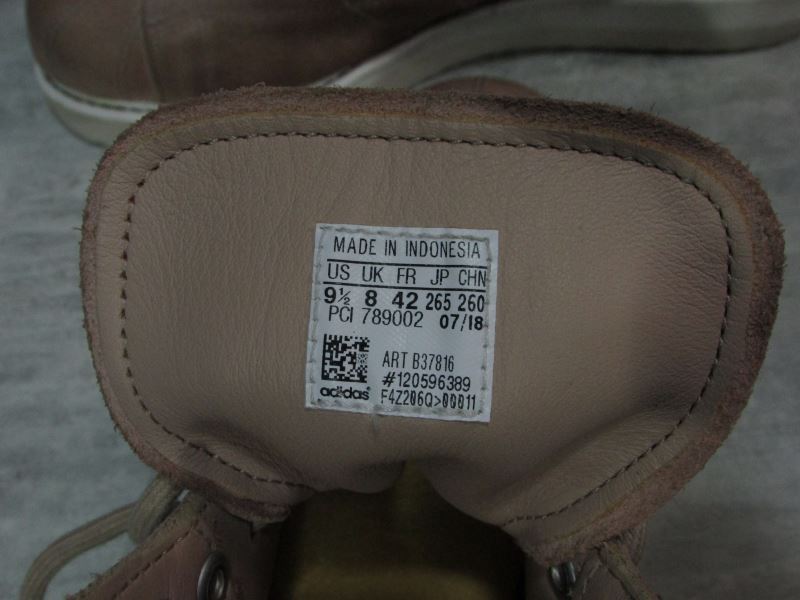 MADE IN INDONESIA
US UK FR JP CHN
9½ 8 42 265 260
PCI 789002 07/18
ART B37816
#120596389
adidas F4Z206Q>00011